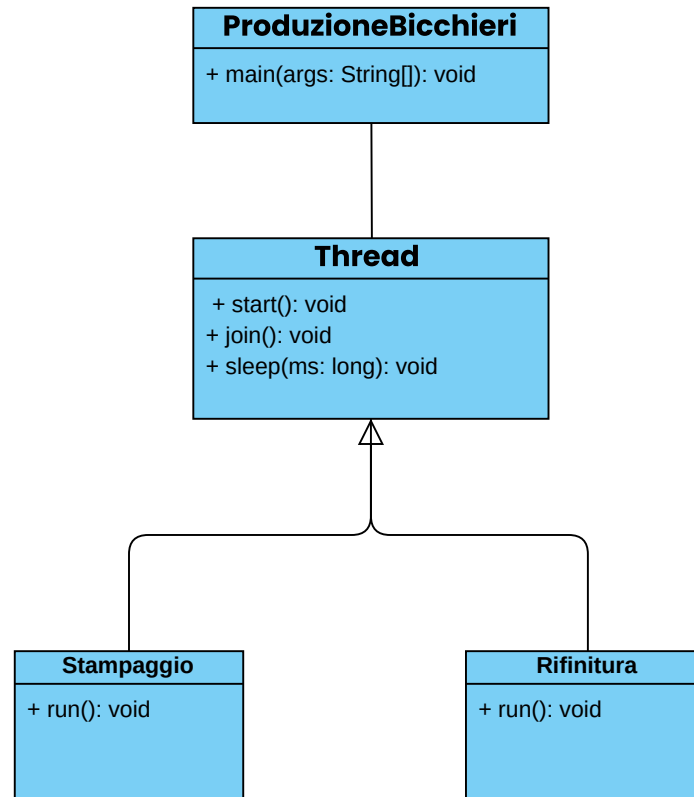 ProduzioneBicchieri
+ main(args: String[]): void
Thread
+ start(): void
+ join(): void
+ sleep(ms: long): void
Stampaggio
+ run(): void
Rifinitura
+ run(): void